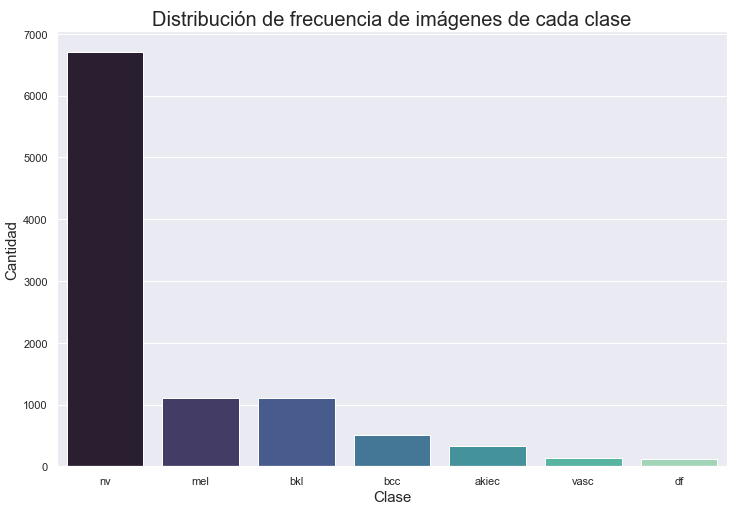 Distribución de frecuencia de imágenes de cada clase
7000
6000
5000
4000
3000
2000
1000
0
Cantidad
nv mel bkl bcc akiec vasc df
Clase